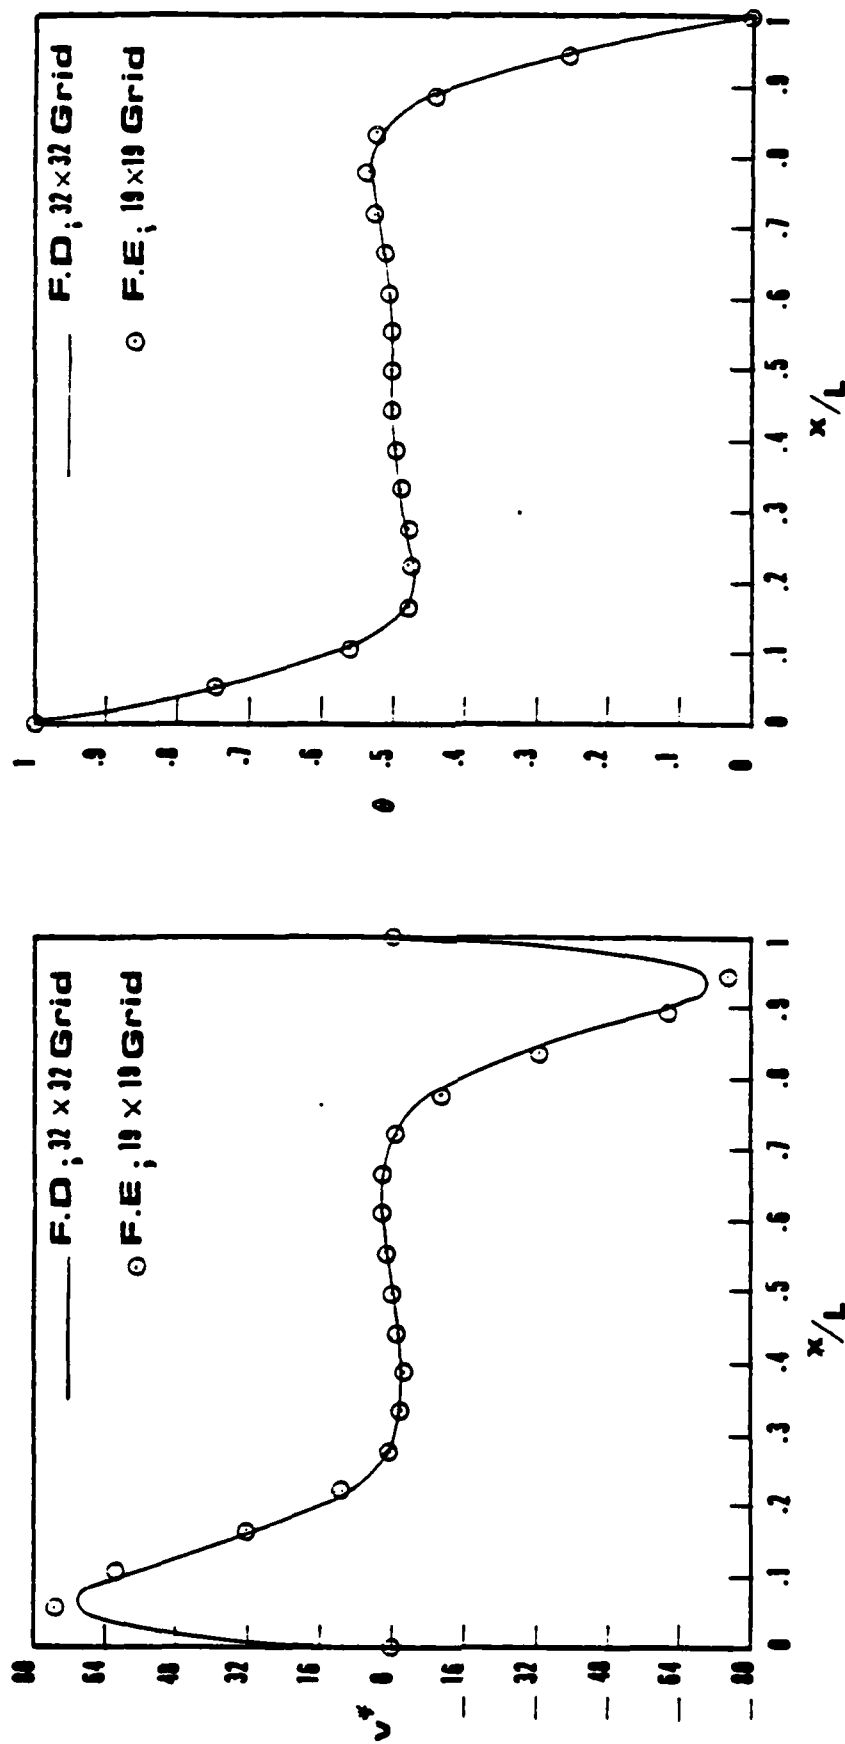 F.D; 32×32 Grid
F.E; 19×19 Grid
1
.9
.8
.7
.6
.5
.4
.3
.2
.1
0
θ
0 .1 .2 .3 .4 .5 .6 .7 .8 .9 1
x/L
F.D; 32×32 Grid
F.E; 19×19 Grid
80
64
48
32
16
0
−16
−32
−48
−64
−80
v*
0 .1 .2 .3 .4 .5 .6 .7 .8 .9 1
x/L